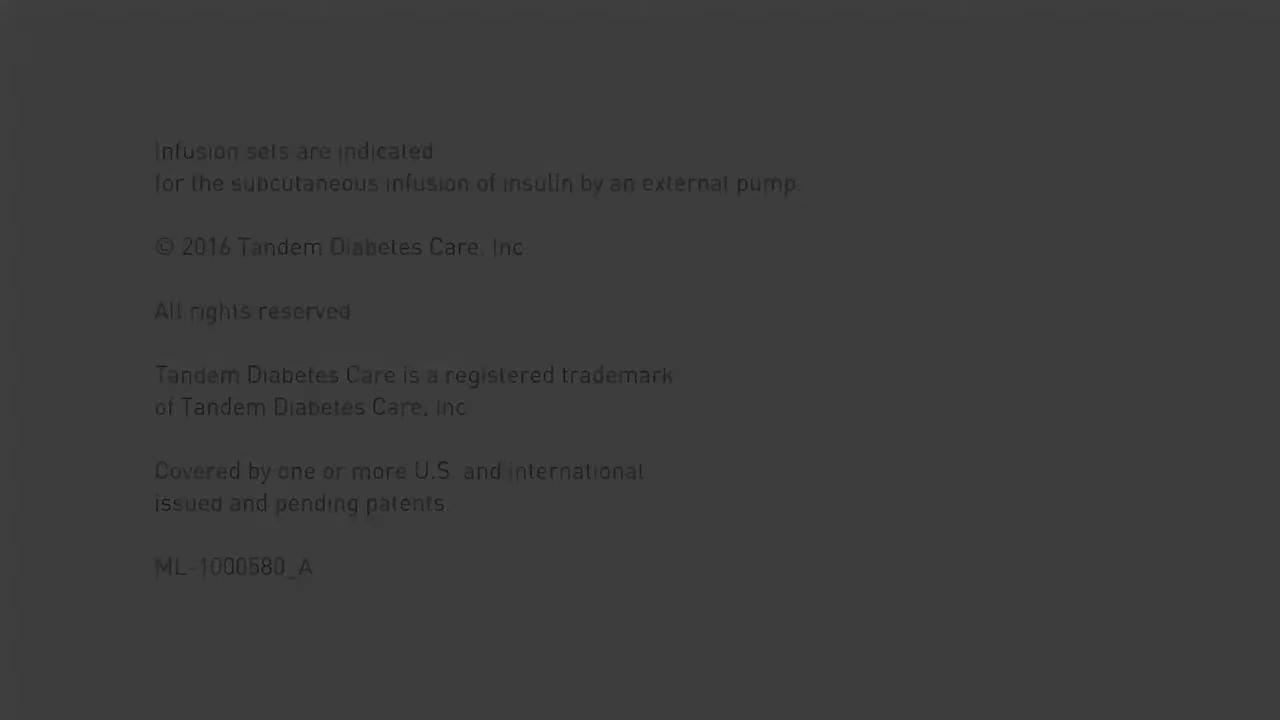 Infusion sets are indicated
for the subcutaneous infusion of insulin by an external pump.
© 2016 Tandem Diabetes Care, Inc.
All rights reserved
Tandem Diabetes Care is a registered trademark
of Tandem Diabetes Care, Inc.
Covered by one or more U.S. and international
issued and pending patents.
ML-1000580_A